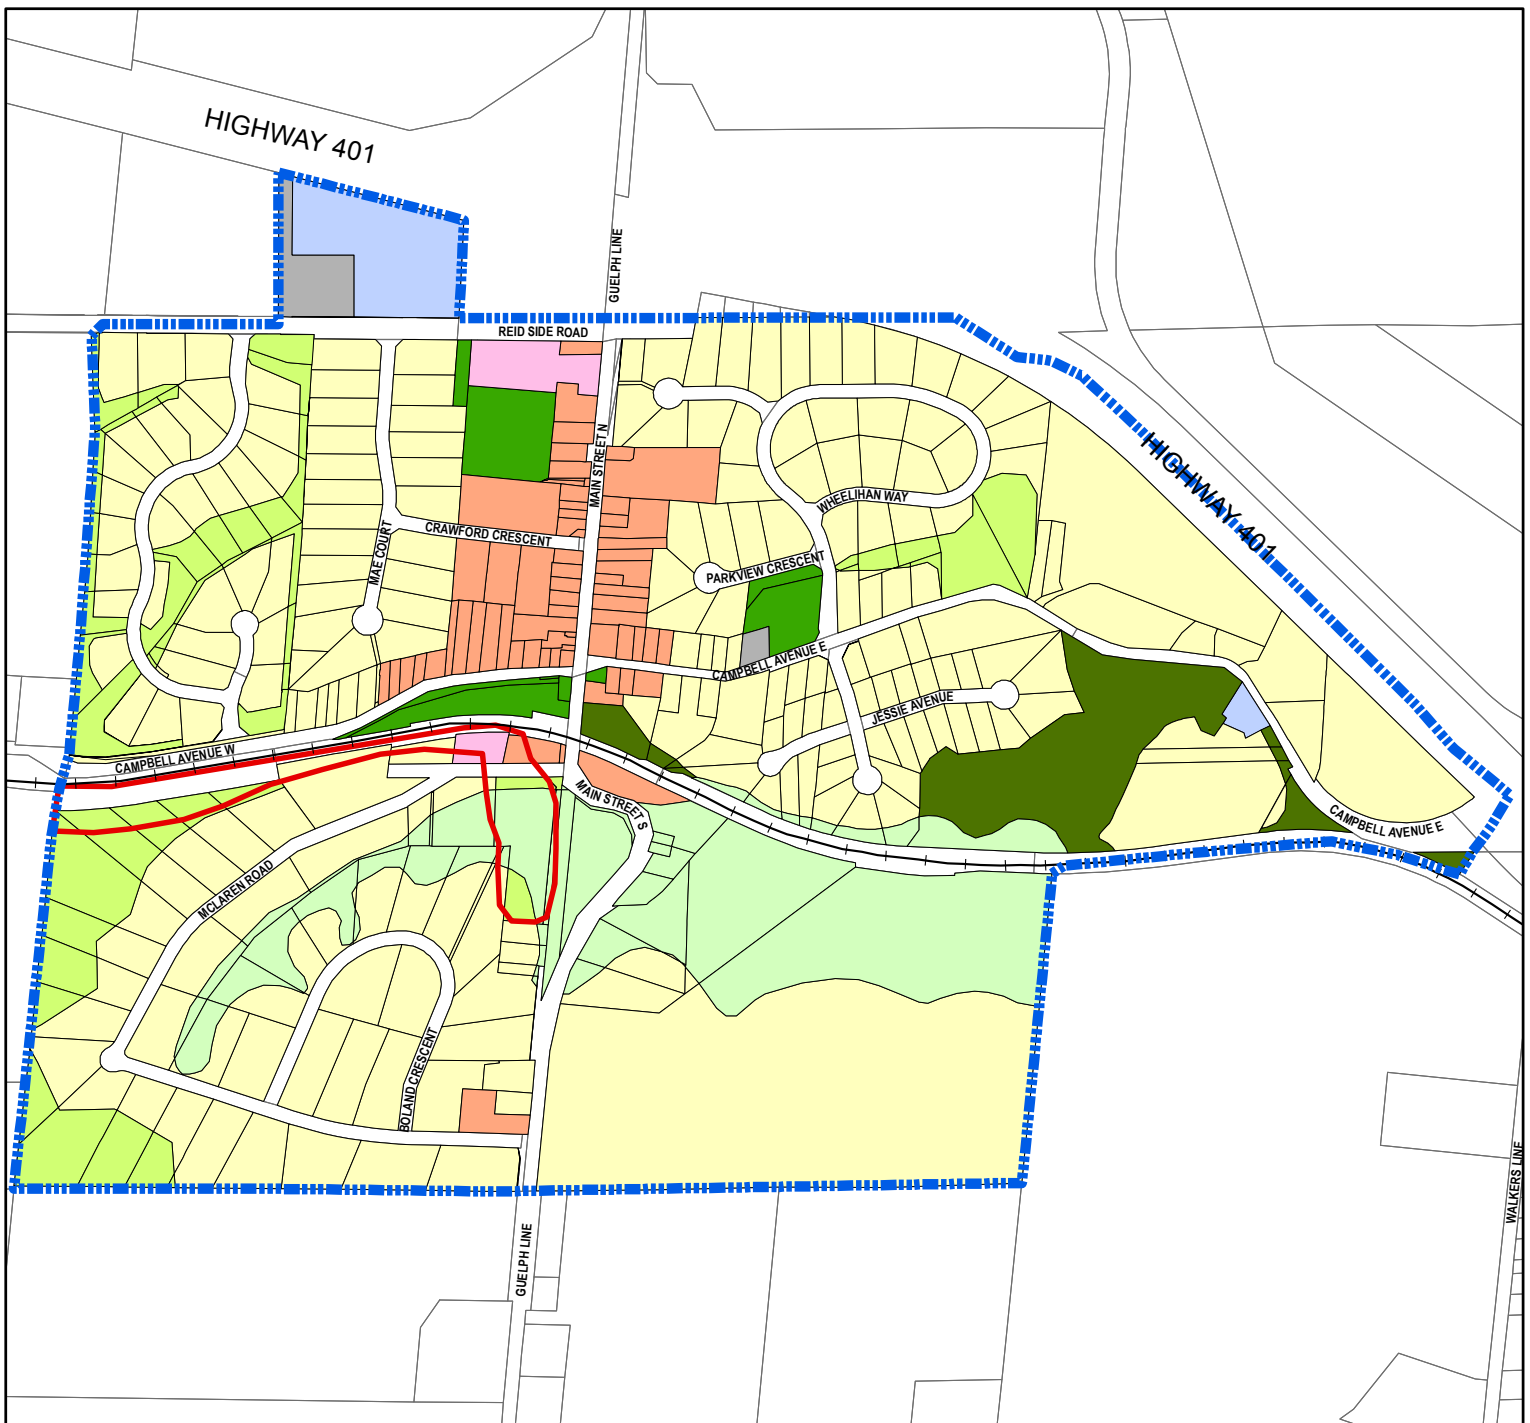 HIGHWAY 401
GUELPH LINE
REID SIDE ROAD
MAIN STREET N
HIGHWAY 401
WHEELIHAN WAY
CRAWFORD CRESCENT
MAE COURT
PARKVIEW CRESCENT
CAMPBELL AVENUE E
JESSIE AVENUE
CAMPBELL AVENUE W
MAIN STREET S
CAMPBELL AVENUE E
MCLAREN ROAD
BOLAND CRESCENT
WALKERS LINE
GUELPH LINE